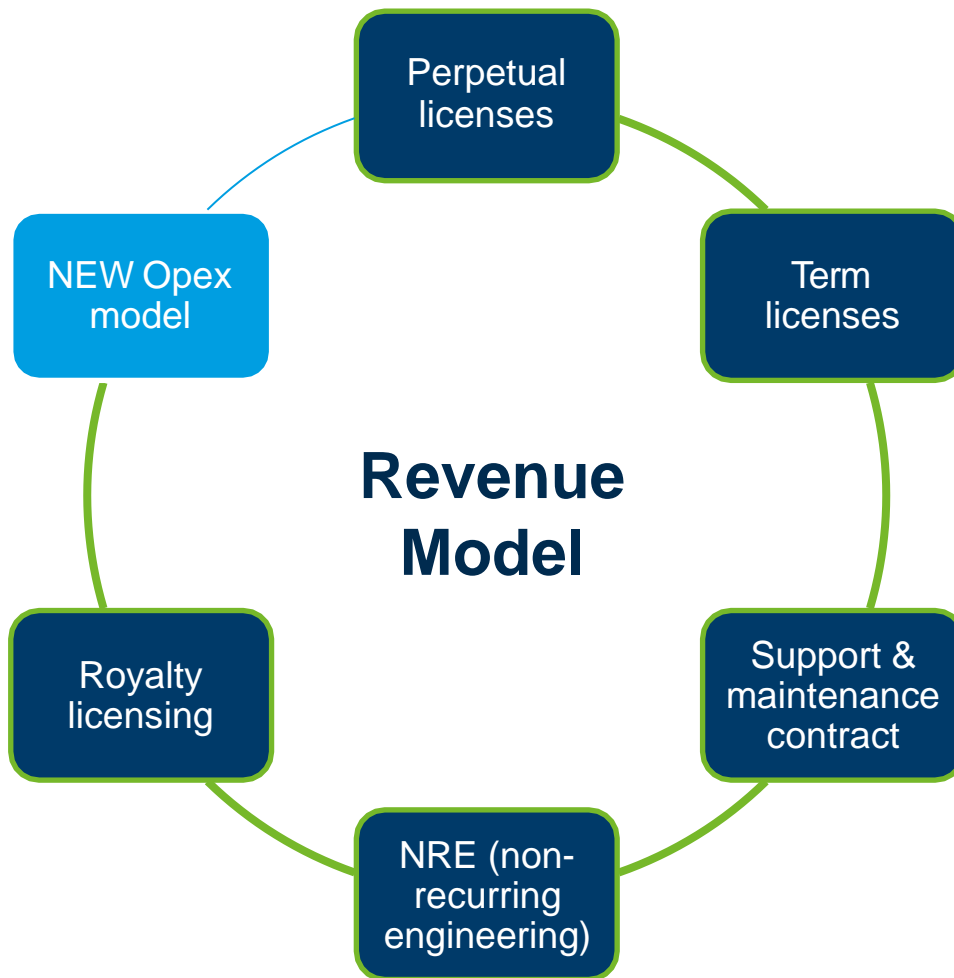 Perpetual
licenses
NEW Opex
model
Term
licenses
Revenue
Model
Royalty
licensing
Support &
maintenance
contract
NRE (non-
recurring
engineering)